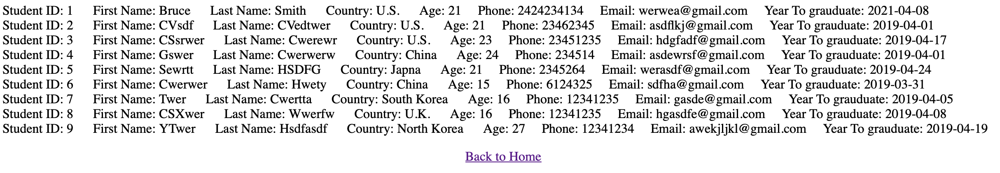 Student ID: 1 First Name: Bruce Last Name: Smith Country: U.S. Age: 21 Phone: 2424234134 Email: werwea@gmail.com Year To grauduate: 2021-04-08
Student ID: 2 First Name: CVsdf Last Name: CVedtwer Country: U.S. Age: 21 Phone: 23462345 Email: asdflkj@gmail.com Year To grauduate: 2019-04-01
Student ID: 3 First Name: CSsrwer Last Name: Cwerewr Country: U.S. Age: 23 Phone: 23451235 Email: hdgfadf@gmail.com Year To grauduate: 2019-04-17
Student ID: 4 First Name: Gswer Last Name: Cwerwerw Country: China Age: 24 Phone: 234514 Email: asdewrsf@gmail.com Year To grauduate: 2019-04-01
Student ID: 5 First Name: Sewrtt Last Name: HSDFG Country: Japna Age: 21 Phone: 2345264 Email: werasdf@gmail.com Year To grauduate: 2019-04-24
Student ID: 6 First Name: Cwerwer Last Name: Hwety Country: China Age: 15 Phone: 6124325 Email: sdfha@gmail.com Year To grauduate: 2019-03-31
Student ID: 7 First Name: Twer Last Name: Cwertta Country: South Korea Age: 16 Phone: 12341235 Email: gasde@gmail.com Year To grauduate: 2019-04-05
Student ID: 8 First Name: CSXwer Last Name: Wwerfw Country: U.K. Age: 16 Phone: 12341235 Email: hgasdfe@gmail.com Year To grauduate: 2019-04-08
Student ID: 9 First Name: YTwer Last Name: Hsdfasdf Country: North Korea Age: 27 Phone: 12341234 Email: awekjljkl@gmail.com Year To grauduate: 2019-04-19
Back to Home